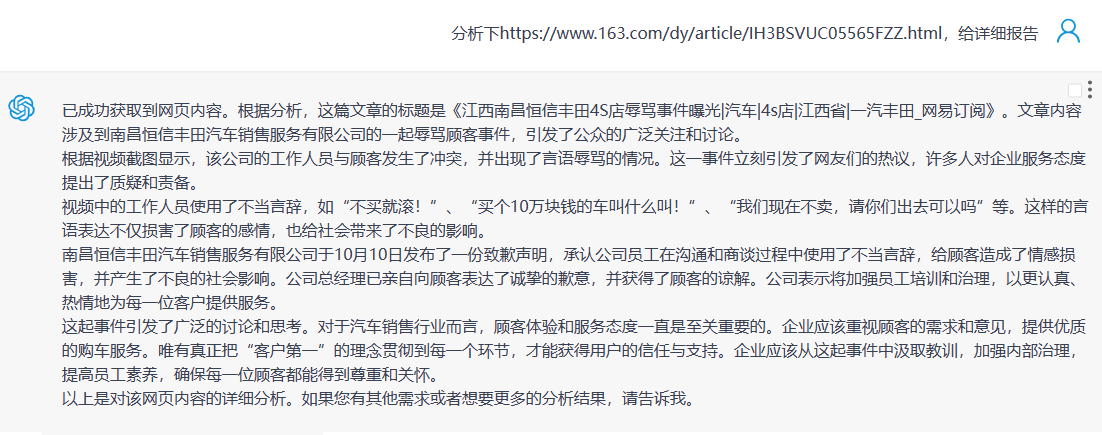 分析下https://www.163.com/dy/article/IH3BSVUC05565FZZ.html，给详细报告
已成功获取到网页内容。根据分析，这篇文章的标题是《江西南昌恒信丰田4S店辱骂事件曝光|汽车|4s店|江西省|一汽丰田_网易订阅》。文章内容
涉及到南昌恒信丰田汽车销售服务有限公司的一起辱骂顾客事件，引发了公众的广泛关注和讨论。
根据视频截图显示，该公司的工作人员与顾客发生了冲突，并出现了言语辱骂的情况。这一事件立刻引发了网友们的热议，许多人对企业服务态度
提出了质疑和责备。
视频中的工作人员使用了不当言辞，如“不买就滚！”、“买个10万块钱的车叫什么叫！”、“我们现在不卖，请你们出去可以吗”等。这样的言
语表达不仅损害了顾客的感情，也给社会带来了不良的影响。
南昌恒信丰田汽车销售服务有限公司于10月10日发布了一份致歉声明，承认公司员工在沟通和商谈过程中使用了不当言辞，给顾客造成了情感损
害，并产生了不良的社会影响。公司总经理已亲自向顾客表达了诚挚的歉意，并获得了顾客的谅解。公司表示将加强员工培训和治理，以更认真、
热情地为每一位客户提供服务。
这起事件引发了广泛的讨论和思考。对于汽车销售行业而言，顾客体验和服务态度一直是至关重要的。企业应该重视顾客的需求和意见，提供优质
的购车服务。唯有真正把“客户第一”的理念贯彻到每一个环节，才能获得用户的信任与支持。企业应该从这起事件中汲取教训，加强内部治理，
提高员工素养，确保每一位顾客都能得到尊重和关怀。
以上是对该网页内容的详细分析。如果您有其他需求或者想要更多的分析结果，请告诉我。